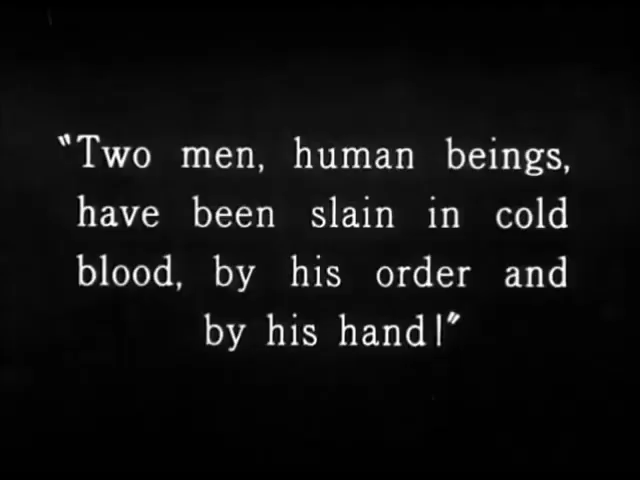 "Two men, human beings,
have been slain in cold
blood, by his order and
by his hand!"